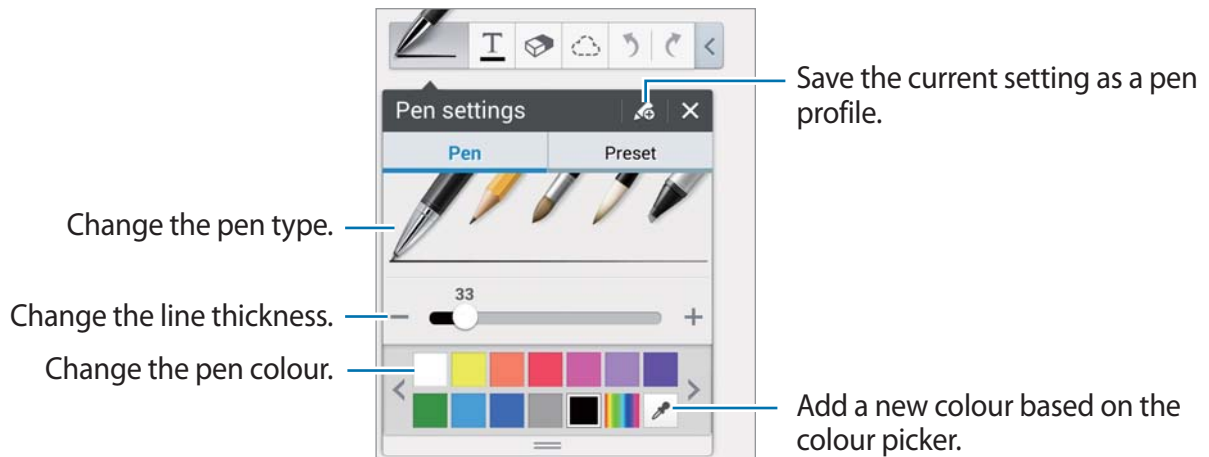 T
Save the current setting as a pen
profile.
Pen settings
Pen
Preset
Change the pen type.
33
Change the line thickness.
Change the pen colour.
Add a new colour based on the
colour picker.